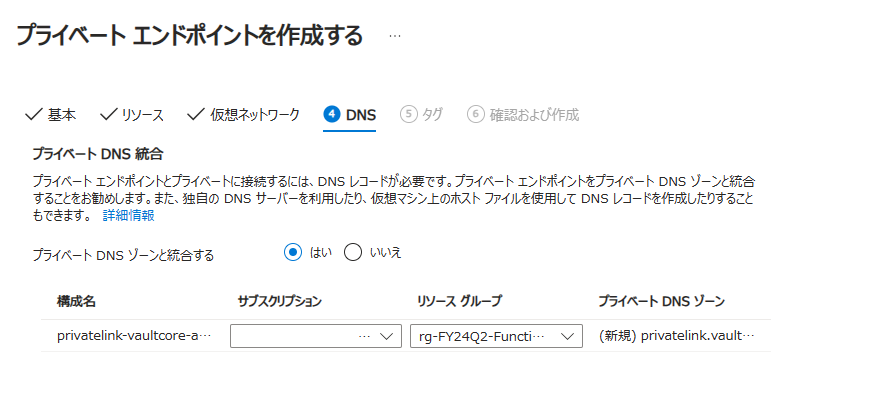 プライベート エンドポイントを作成する …
基本 リソース 仮想ネットワーク 4 DNS 5 タグ 6 確認および作成
プライベート DNS 統合
プライベート エンドポイントとプライベートに接続するには、DNS レコードが必要です。プライベート エンドポイントをプライベート DNS ゾーンと統合
することをお勧めします。また、独自の DNS サーバーを利用したり、仮想マシン上のホスト ファイルを使用して DNS レコードを作成したりすること
もできます。 詳細情報
プライベート DNS ゾーンと統合する はい いいえ
構成名 サブスクリプション リソース グループ プライベート DNS ゾーン
privatelink-vaultcore-a… … rg-FY24Q2-Functi… (新規) privatelink.vault…